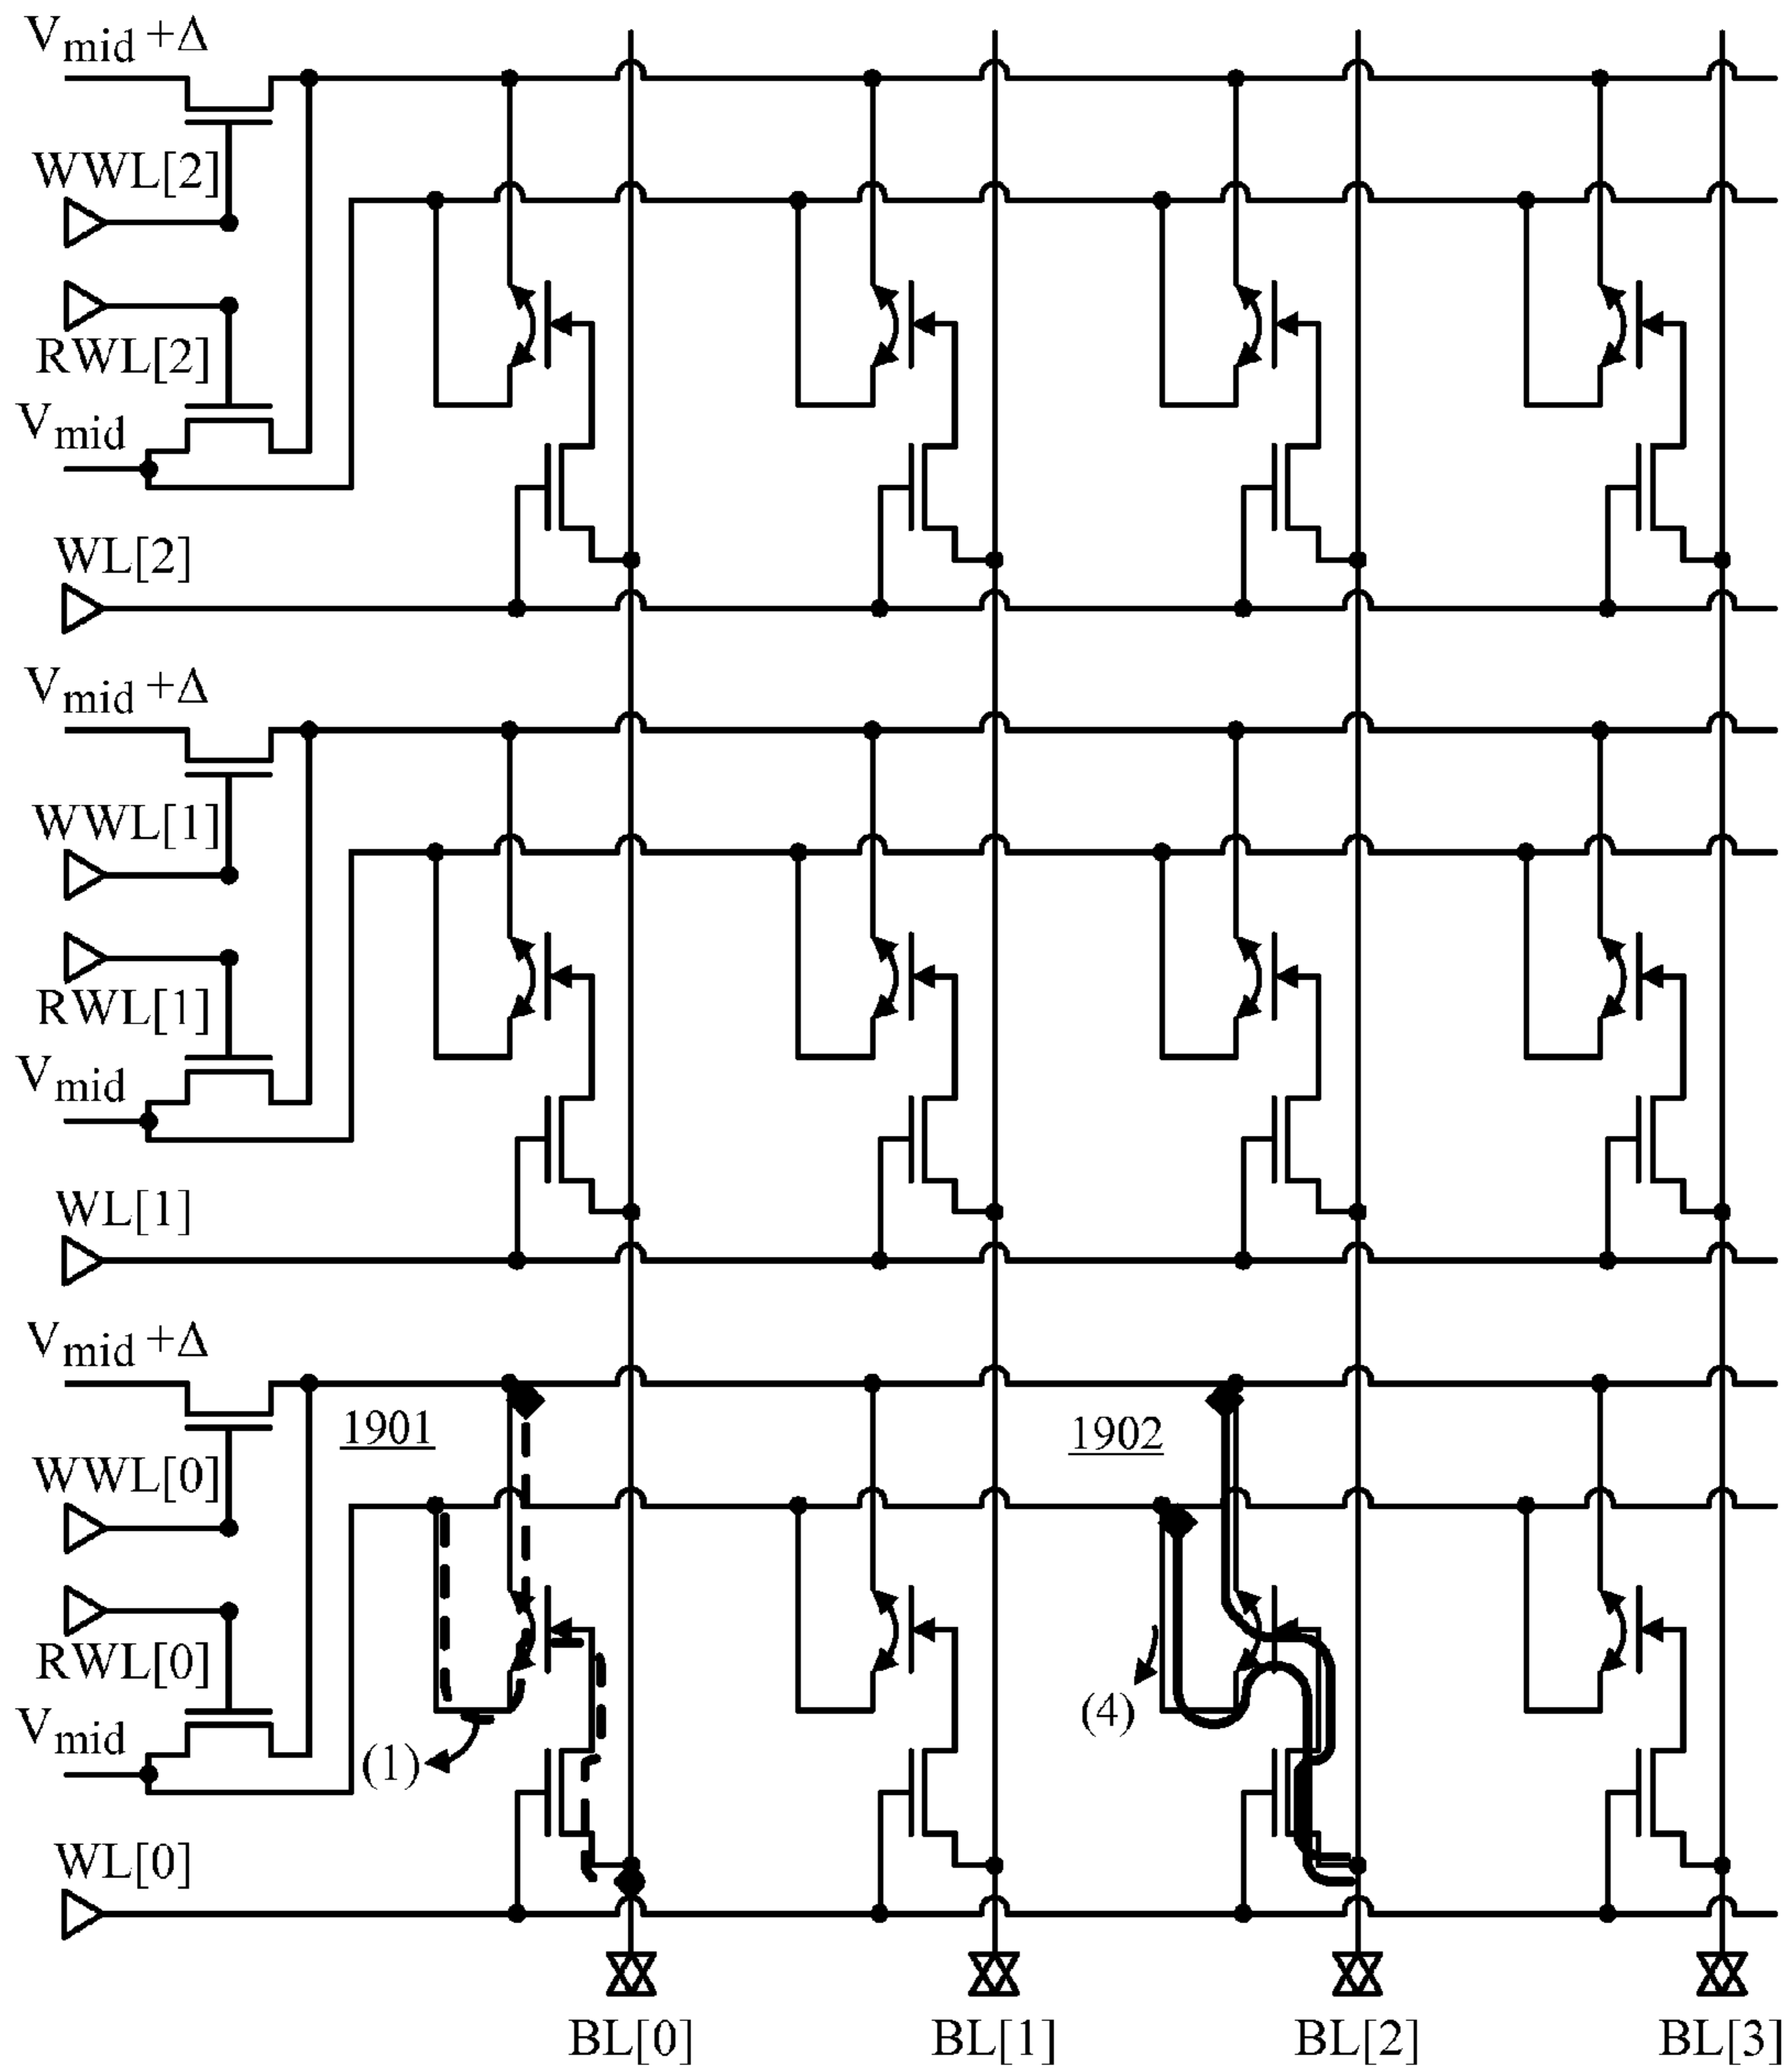 Vmid +Δ
WWL[2]
RWL[2]
Vmid
WL[2]
Vmid +Δ
WWL[1]
RWL[1]
Vmid
WL[1]
Vmid +Δ
1901
1902
WWL[0]
RWL[0]
(4)
Vmid
(1)
WL[0]
BL[0] BL[1] BL[2] BL[3]